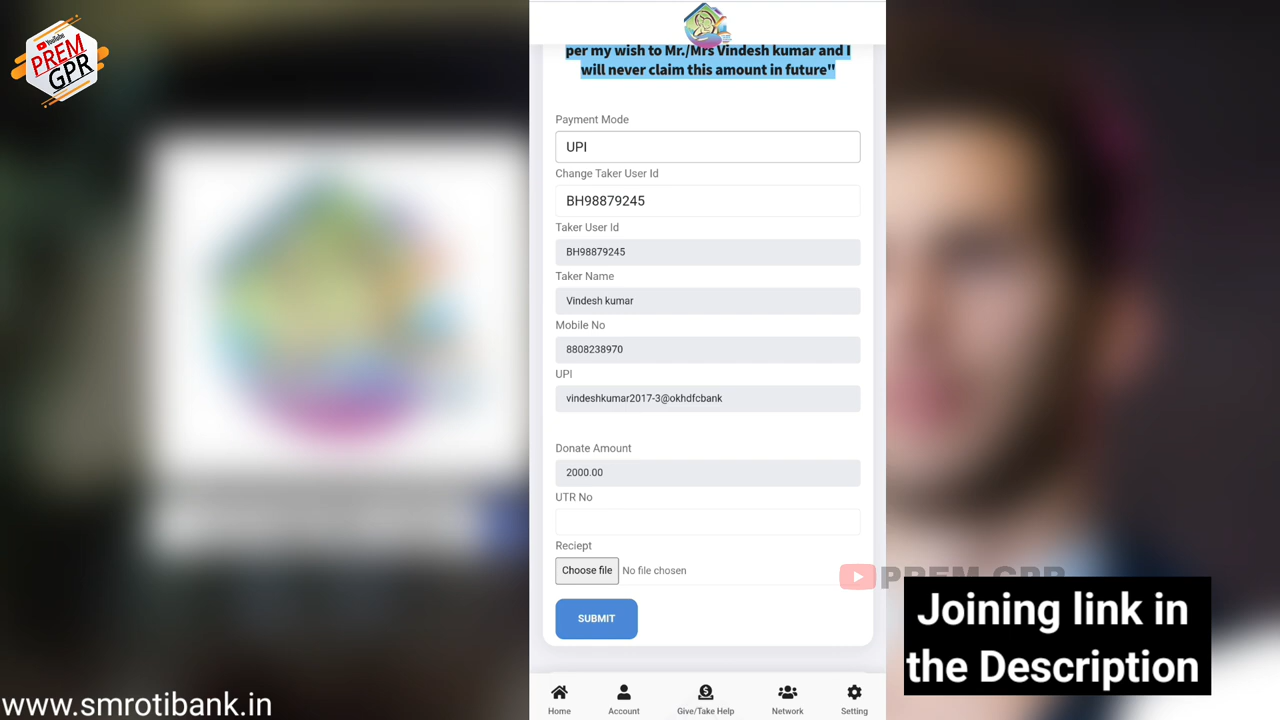 YouTube
PREM
GPR
per my wish to Mr./Mrs Vindesh kumar and I
will never claim this amount in future"
Payment Mode
UPI
Change Taker User Id
BH98879245
Taker User Id
BH98879245
Taker Name
Vindesh kumar
Mobile No
8808238970
UPI
vindeshkumar2017-3@okhdfcbank
Donate Amount
2000.00
UTR No
Reciept
Choose file No file chosen
SUBMIT
PREM GPR
Joining link in
the Description
Home Account Give/Take Help Network Setting
www.smrotibank.in